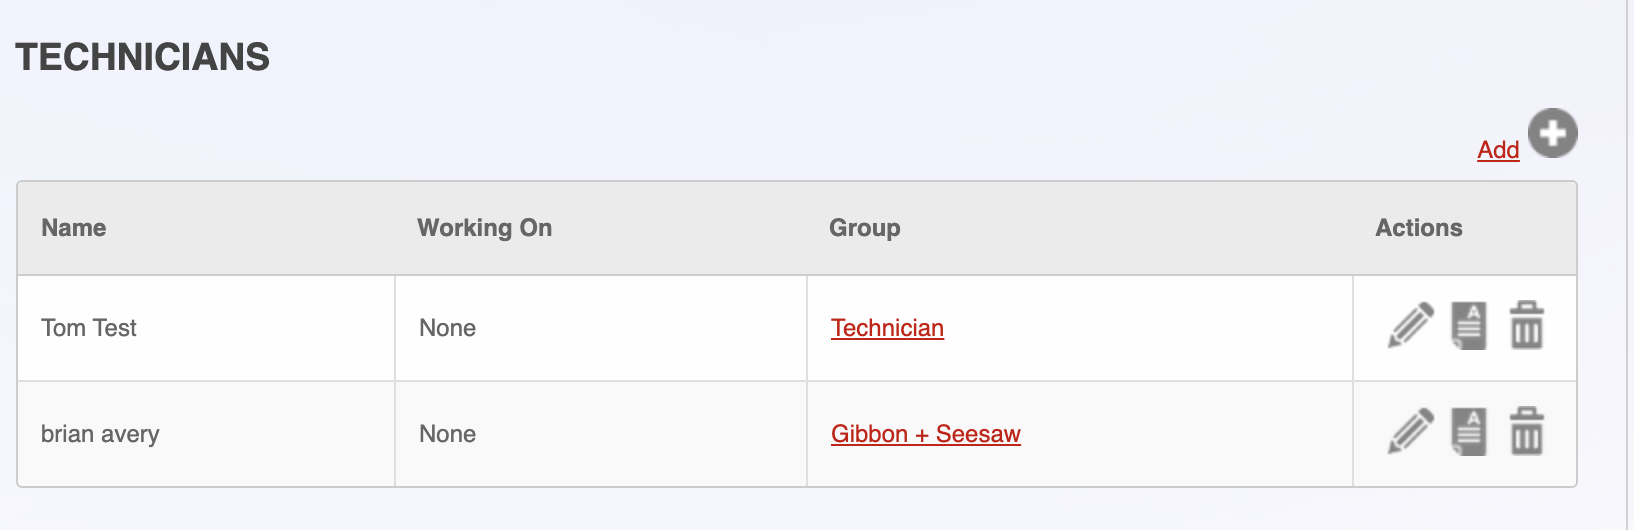 TECHNICIANS
Add
Name Working On Group Actions
Tom Test None Technician
brian avery None Gibbon + Seesaw